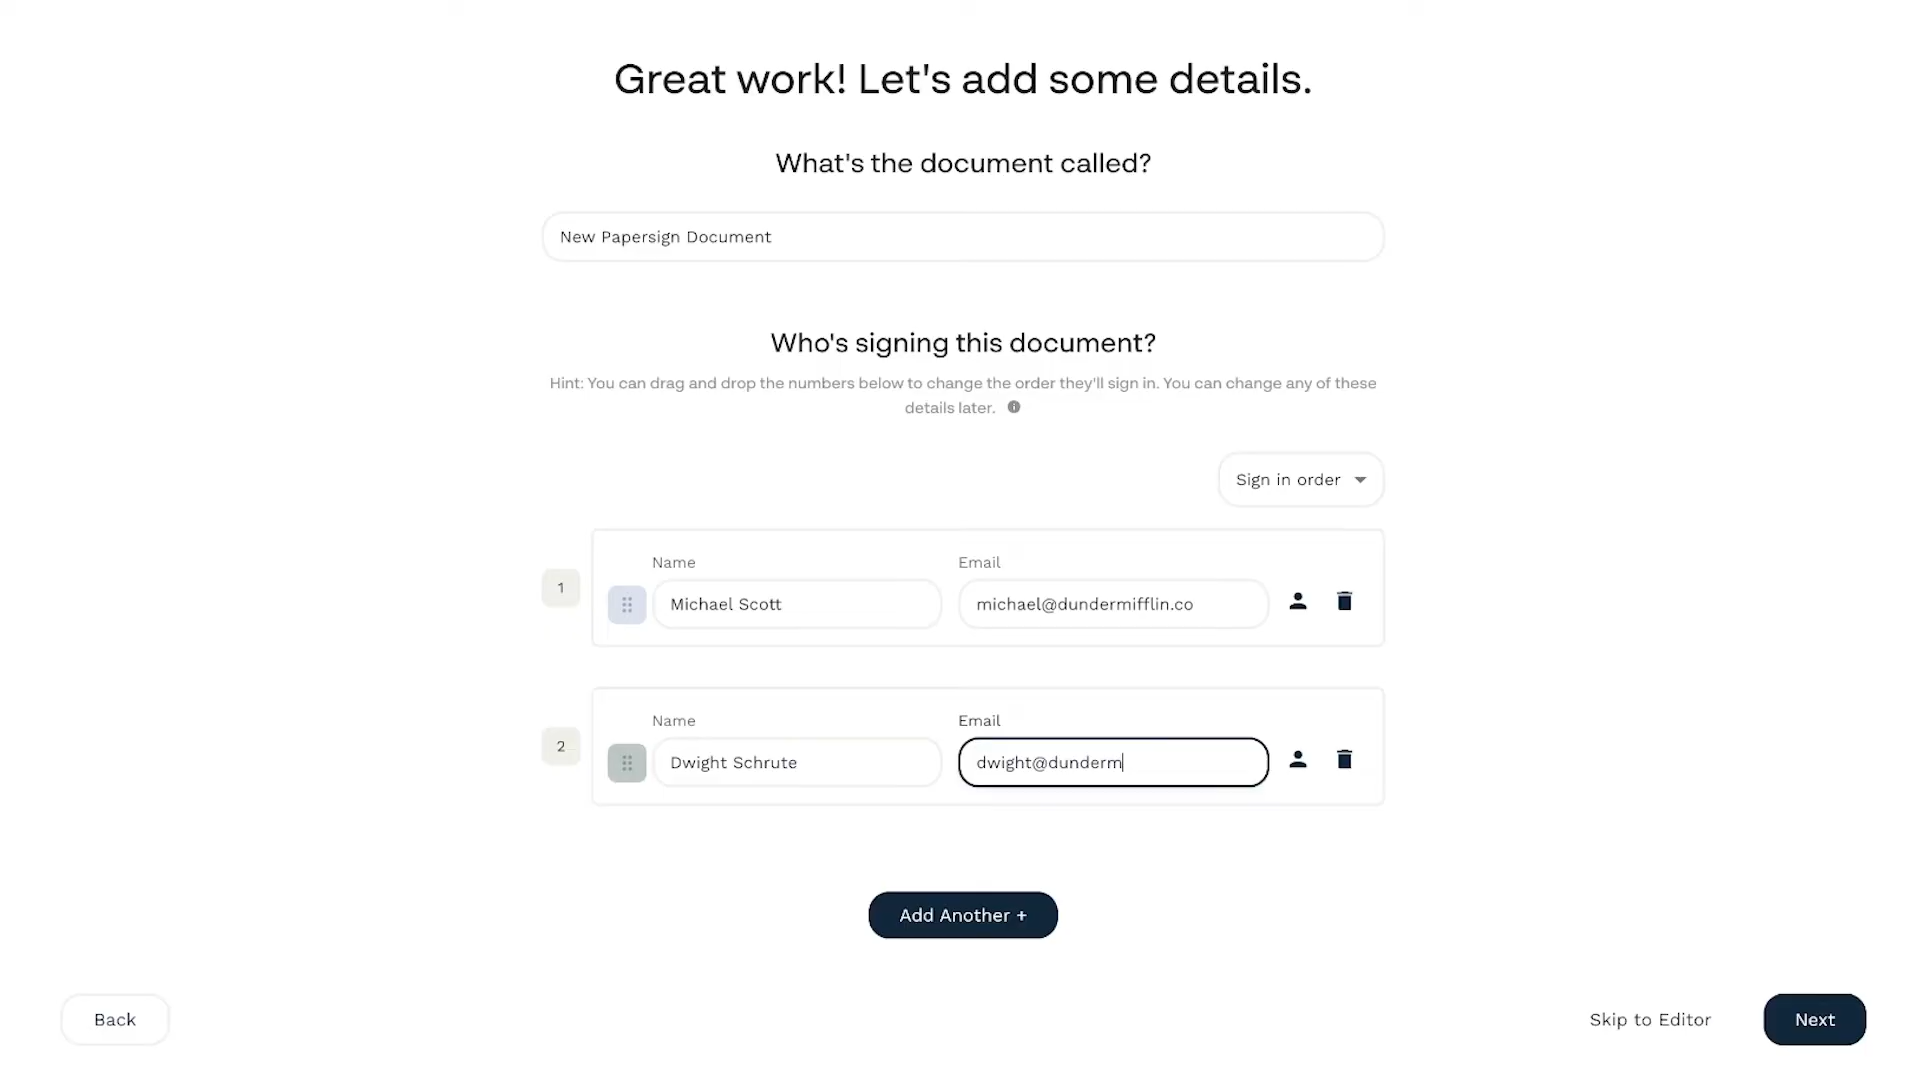 Great work! Let's add some details.
What's the document called?
New Papersign Document
Who's signing this document?
Hint: You can drag and drop the numbers below to change the order they'll sign in. You can change any of these
details later.
Sign in order
Name
Email
1
Michael Scott
michael@dundermifflin.co
Name
Email
2
Dwight Schrute
dwight@dunderm
Add Another +
Back
Skip to Editor
Next